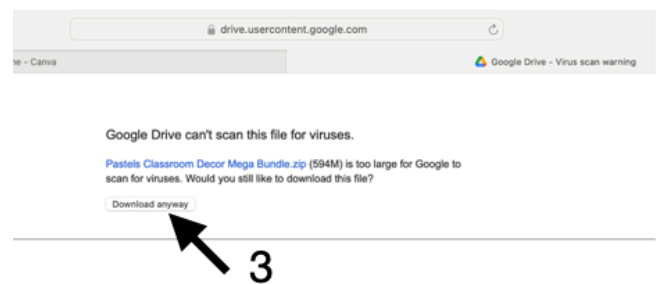 drive.usercontent.google.com
ne - Canva
Google Drive - Virus scan warning
Google Drive can't scan this file for viruses.
Pastels Classroom Decor Mega Bundle.zip (594M) is too large for Google to
scan for viruses. Would you still like to download this file?
Download anyway
3